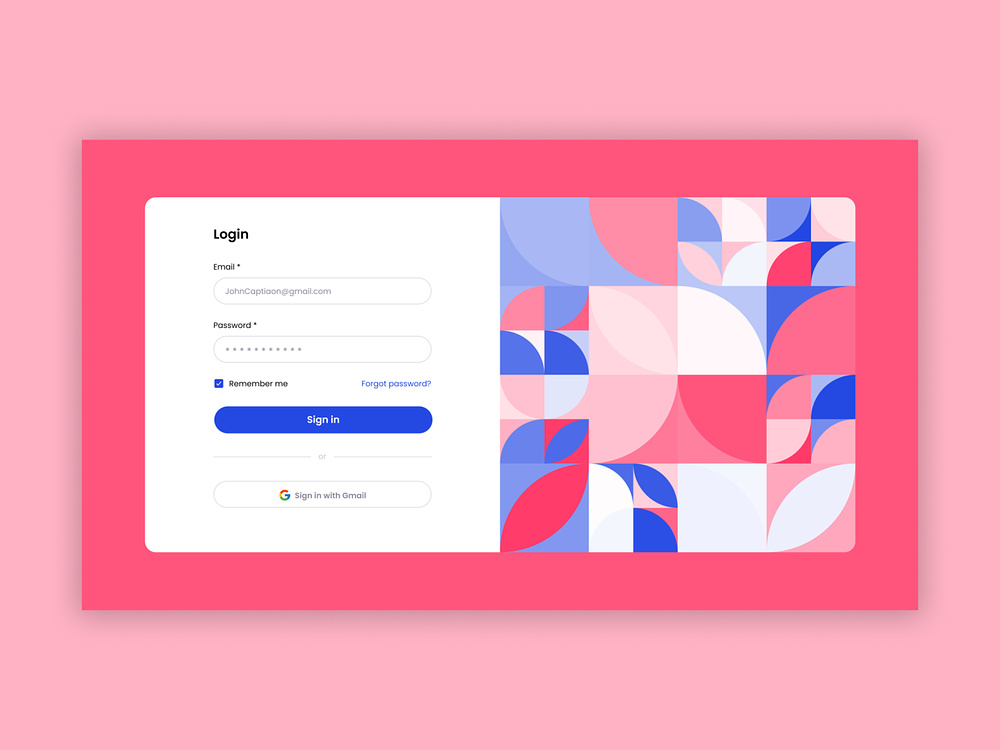 Login
Email *
JohnCaptiaon@gmail.com
Password *
***********
Remember me Forgot password?
Sign in
or
Sign in with Gmail